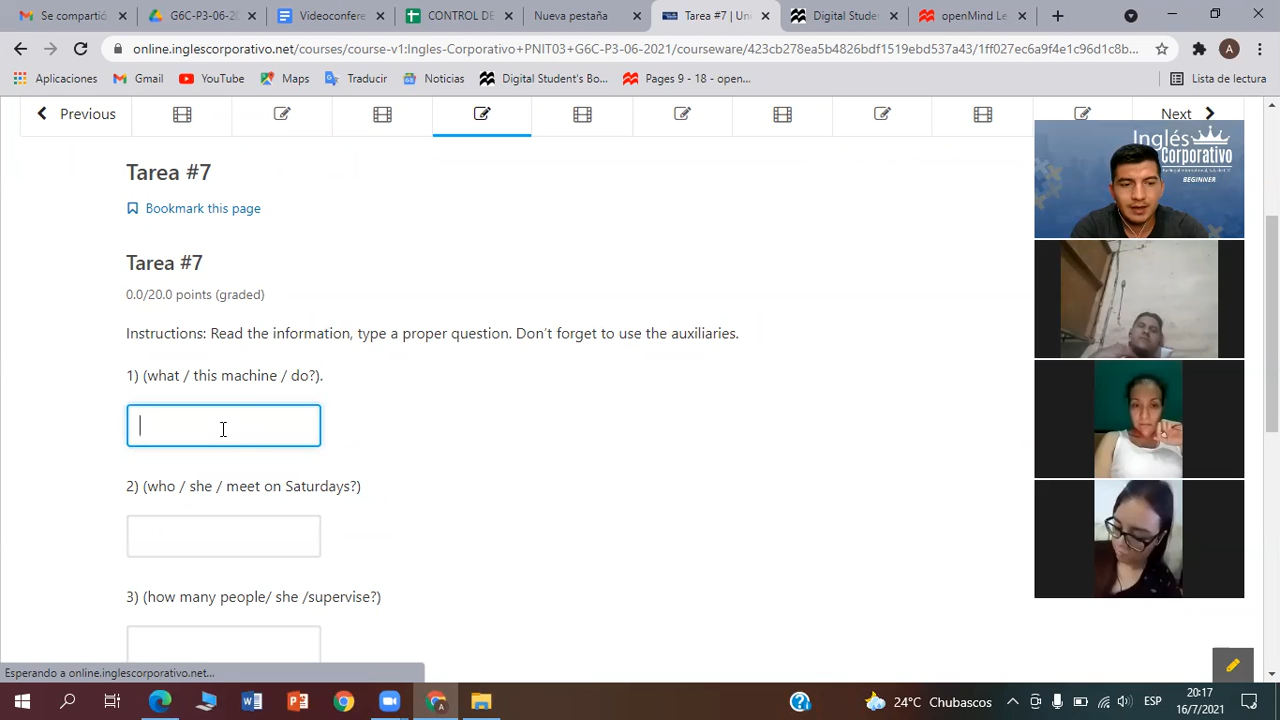 Se compartió
G6C-P3-06-2
Vídeoconfere
CONTROL DE
Nueva pestaña
Tarea #7 | Uni
Digital Studen
openMind Le
online.inglescorporativo.net/courses/course-v1:Ingles-Corporativo+PNIT03+G6C-P3-06-2021/courseware/423cb278ea5b4826bdf1519ebd537a43/1ff027ec6a9f4e1c96d1c8b...
A
Aplicaciones
Gmail
YouTube
Maps
Traducir
Noticias
Digital Student's Bo...
Pages 9 - 18 - open...
Lista de lectura
Previous
Next
Tarea #7
Bookmark this page
Tarea #7
0.0/20.0 points (graded)
Instructions: Read the information, type a proper question. Don't forget to use the auxiliaries.
1) (what / this machine / do?).
2) (who / she / meet on Saturdays?)
3) (how many people/ she /supervise?)
Inglés
Corporativo
BEGINNER
Esperando a online.inglescorporativo.net...
24°C Chubascos
ESP
20:17
16/7/2021